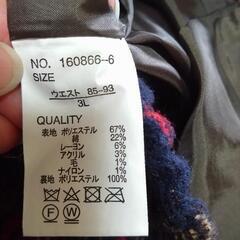 NO. 160866-6
SIZE
ウエスト 85-93
3L
QUALITY
表地 ポリエステル 67%
綿 22%
レーヨン 6%
アクリル 3%
毛 1%
ナイロン 1%
裏地 ポリエステル 100%